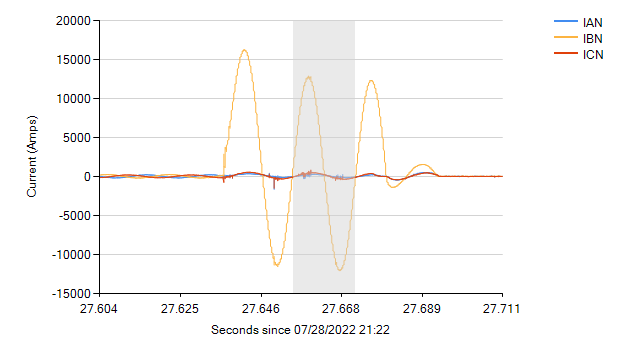 20000
15000
10000
5000
0
-5000
-10000
-15000
Current (Amps)
27.604 27.625 27.646 27.668 27.689 27.711
Seconds since 07/28/2022 21:22
IAN
IBN
ICN